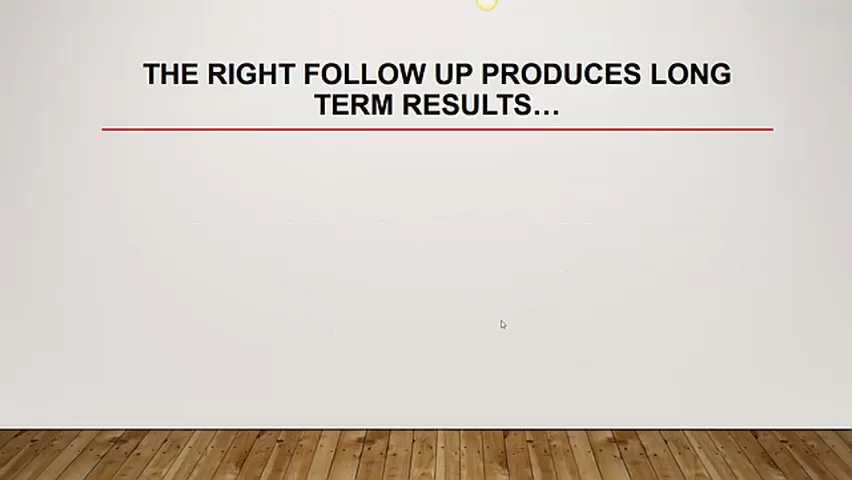 THE RIGHT FOLLOW UP PRODUCES LONG
TERM RESULTS…